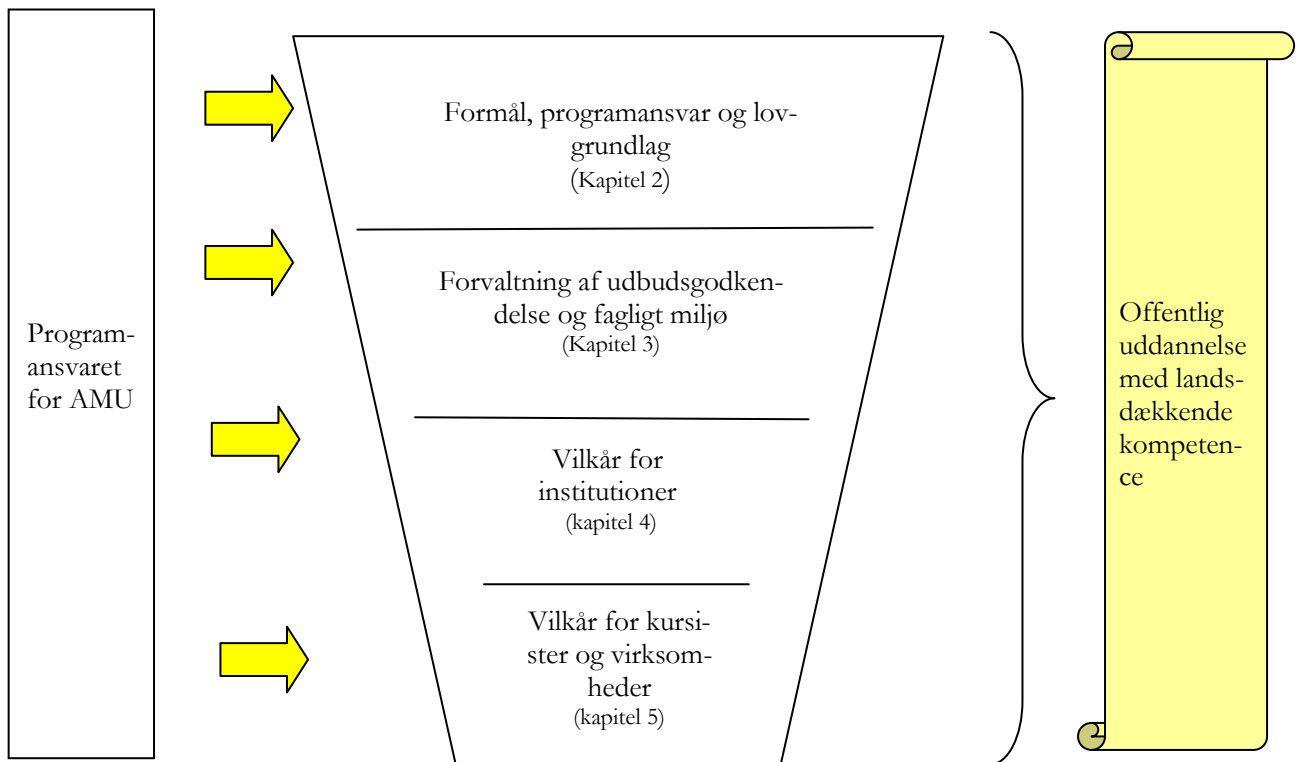 Program-
ansvaret
for AMU
Formål, programansvar og lov-
grundlag
(Kapitel 2)
Forvaltning af udbudsgodken-
delse og fagligt miljø
(Kapitel 3)
Vilkår for
institutioner
(kapitel 4)
Vilkår for kursi-
ster og virksom-
heder
(kapitel 5)
Offentlig
uddannelse
med lands-
dækkende
kompeten-
ce